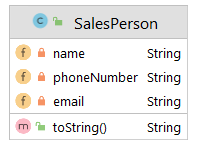 C SalesPerson
f name String
f phoneNumber String
f email String
m toString() String